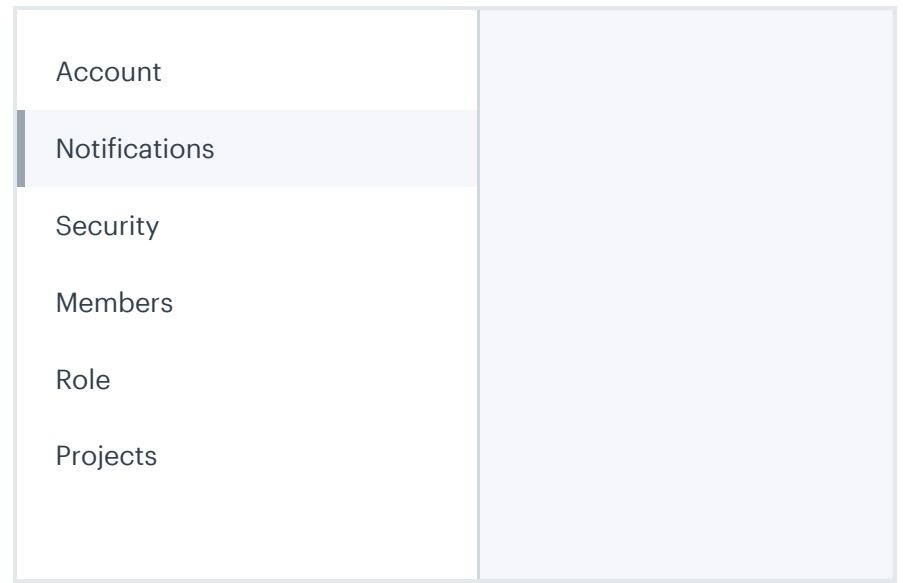 Account
Notifications
Security
Members
Role
Projects